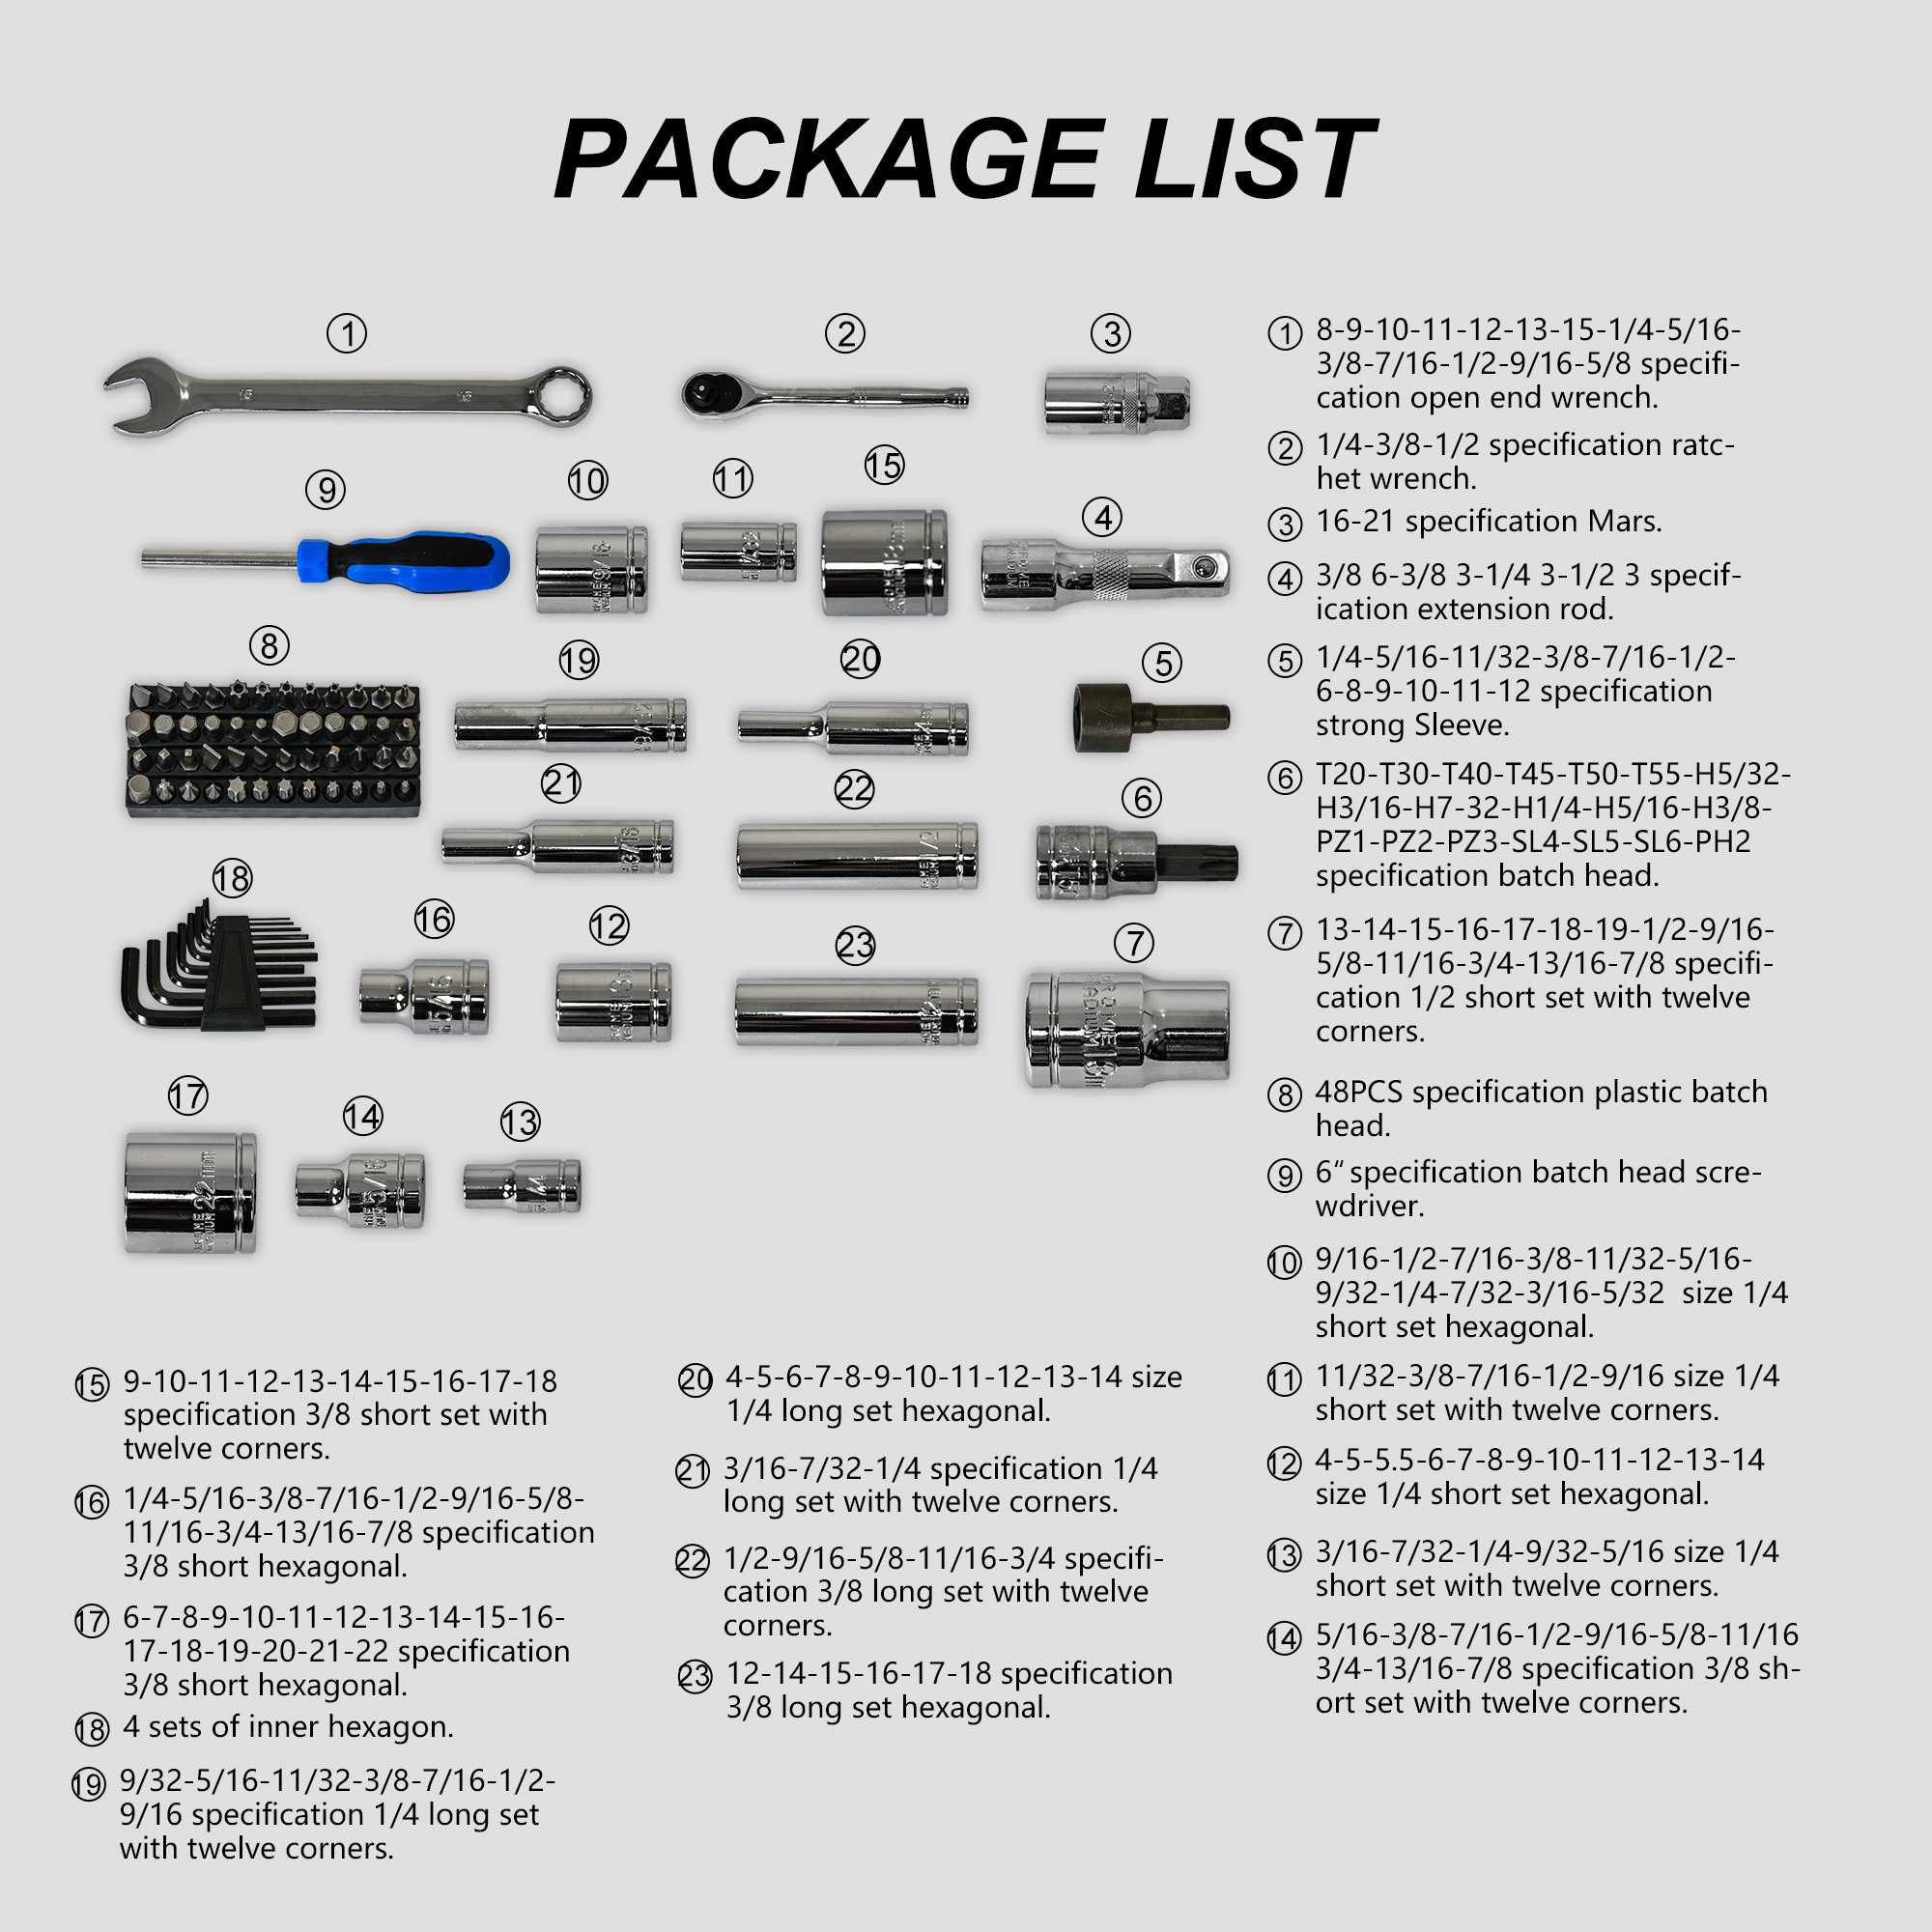 PACKAGE LIST
1
2
3
9
10
11
15
4
8
19
20
5
21
22
6
18
16
12
23
7
17
14
13
① 8-9-10-11-12-13-15-1/4-5/16-
3/8-7/16-1/2-9/16-5/8 specifi-
cation open end wrench.
② 1/4-3/8-1/2 specification ratc-
het wrench.
③ 16-21 specification Mars.
④ 3/8 6-3/8 3-1/4 3-1/2 3 specif-
ication extension rod.
⑤ 1/4-5/16-11/32-3/8-7/16-1/2-
6-8-9-10-11-12 specification
strong Sleeve.
⑥ T20-T30-T40-T45-T50-T55-H5/32-
H3/16-H7-32-H1/4-H5/16-H3/8-
PZ1-PZ2-PZ3-SL4-SL5-SL6-PH2
specification batch head.
⑦ 13-14-15-16-17-18-19-1/2-9/16-
5/8-11/16-3/4-13/16-7/8 specifi-
cation 1/2 short set with twelve
corners.
⑧ 48PCS specification plastic batch
head.
⑨ 6“ specification batch head scre-
wdriver.
⑩ 9/16-1/2-7/16-3/8-11/32-5/16-
9/32-1/4-7/32-3/16-5/32 size 1/4
short set hexagonal.
⑪ 11/32-3/8-7/16-1/2-9/16 size 1/4
short set with twelve corners.
⑫ 4-5-5.5-6-7-8-9-10-11-12-13-14
size 1/4 short set hexagonal.
⑬ 3/16-7/32-1/4-9/32-5/16 size 1/4
short set with twelve corners.
⑭ 5/16-3/8-7/16-1/2-9/16-5/8-11/16
3/4-13/16-7/8 specification 3/8 sh-
ort set with twelve corners.
⑮ 9-10-11-12-13-14-15-16-17-18
specification 3/8 short set with
twelve corners.
⑯ 1/4-5/16-3/8-7/16-1/2-9/16-5/8-
11/16-3/4-13/16-7/8 specification
3/8 short hexagonal.
⑰ 6-7-8-9-10-11-12-13-14-15-16-
17-18-19-20-21-22 specification
3/8 short hexagonal.
⑱ 4 sets of inner hexagon.
⑲ 9/32-5/16-11/32-3/8-7/16-1/2-
9/16 specification 1/4 long set
with twelve corners.
⑳ 4-5-6-7-8-9-10-11-12-13-14 size
1/4 long set hexagonal.
㉑ 3/16-7/32-1/4 specification 1/4
long set with twelve corners.
㉒ 1/2-9/16-5/8-11/16-3/4 specifi-
cation 3/8 long set with twelve
corners.
㉓ 12-14-15-16-17-18 specification
3/8 long set hexagonal.